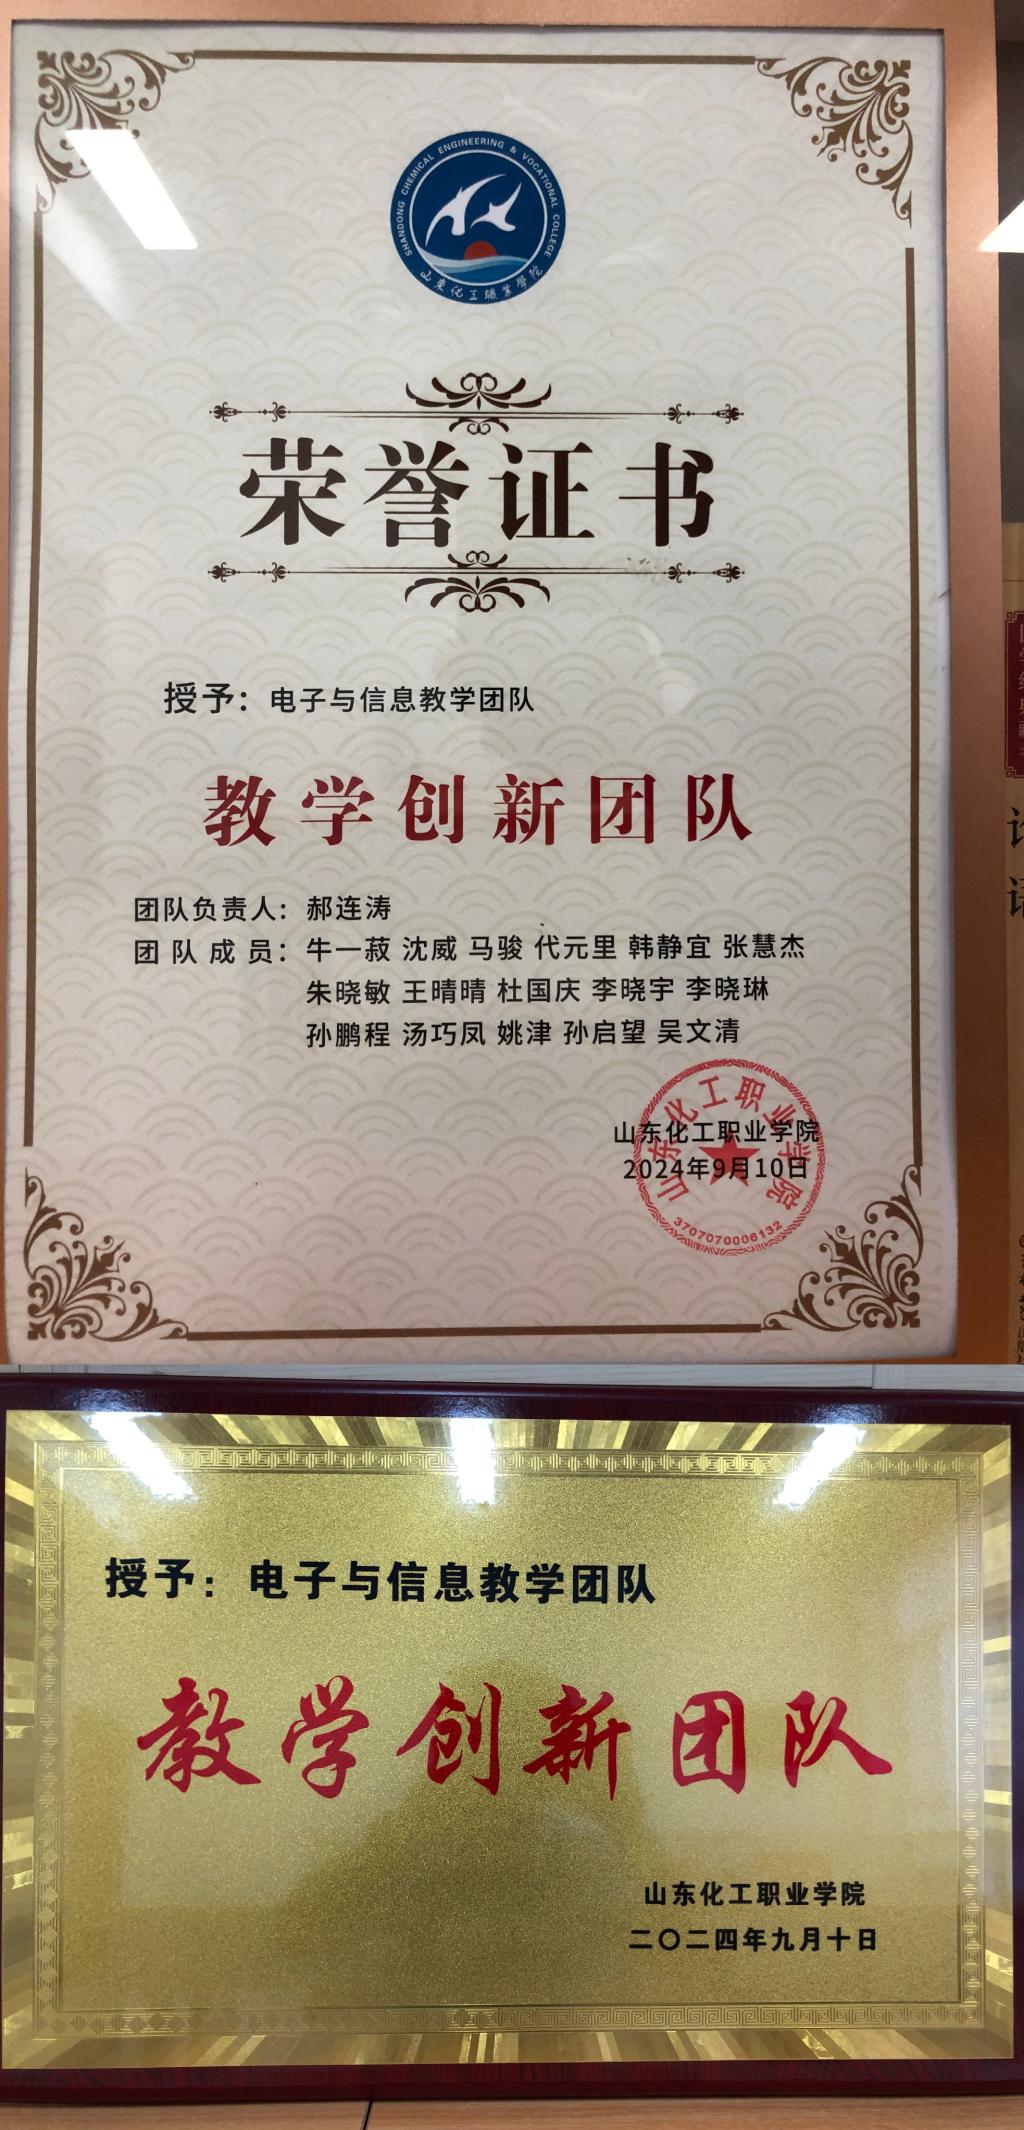 SHANDONG CHEMICAL ENGINEERING & VOCATIONAL COLLEGE
山東化工職業學院
荣誉证书
授予：电子与信息教学团队
教学创新团队
团队负责人：郝连涛
团队成员：牛一菽 沈威 马骏 代元里 韩静宜 张慧杰
朱晓敏 王晴晴 杜国庆 李晓宇 李晓琳
孙鹏程 汤巧凤 姚津 孙启望 吴文清
山东化工职业学院
2024年9月10日
山东化工职业学院
3707070006132
授予：电子与信息教学团队
教学创新团队
山东化工职业学院
二〇二四年九月十日